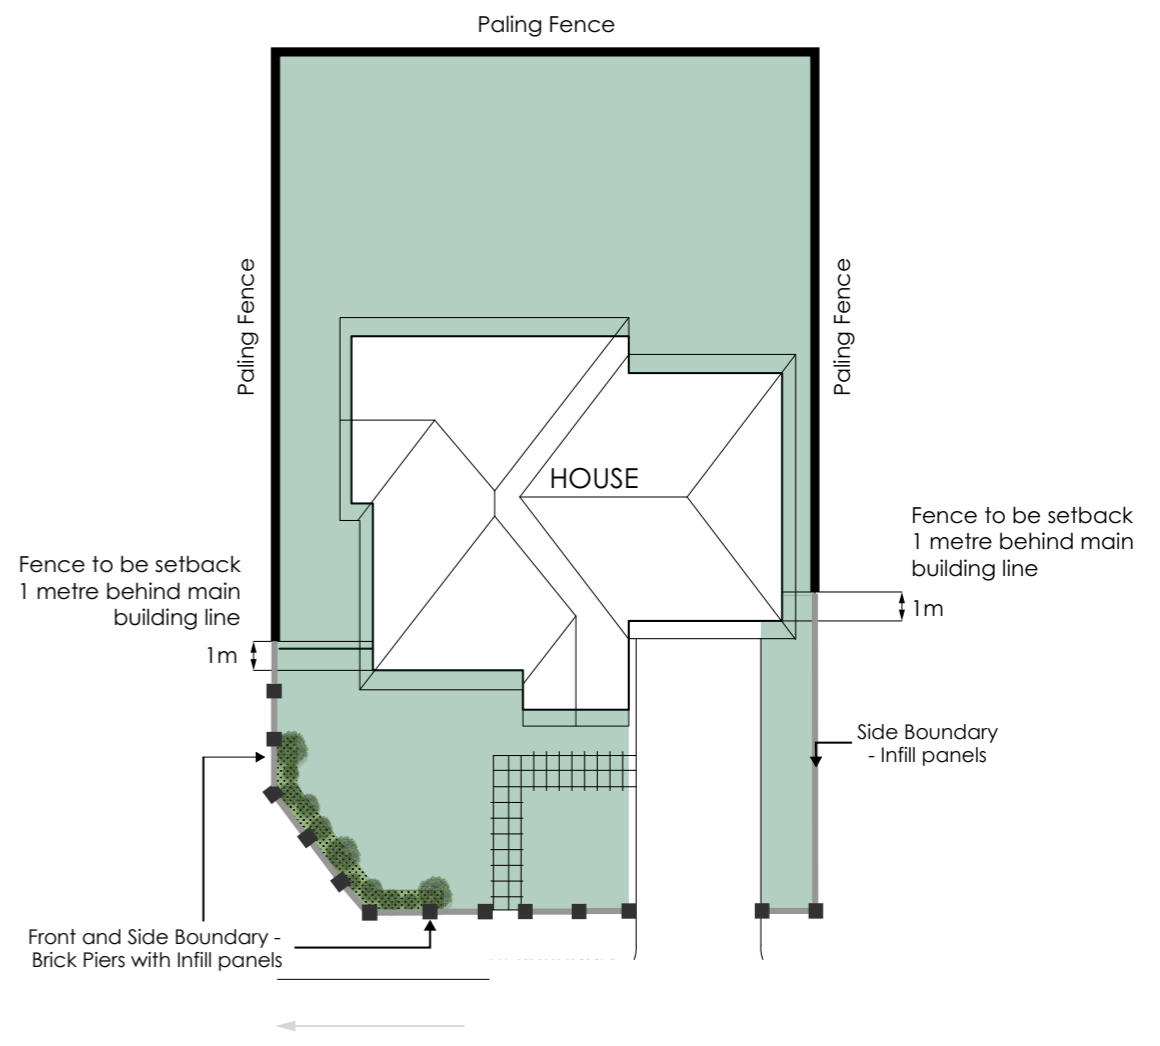 Paling Fence
Paling Fence
Paling Fence
HOUSE
Fence to be setback
1 metre behind main
building line
1m
Fence to be setback
1 metre behind main
building line
1m
Side Boundary
- Infill panels
Front and Side Boundary -
Brick Piers with Infill panels